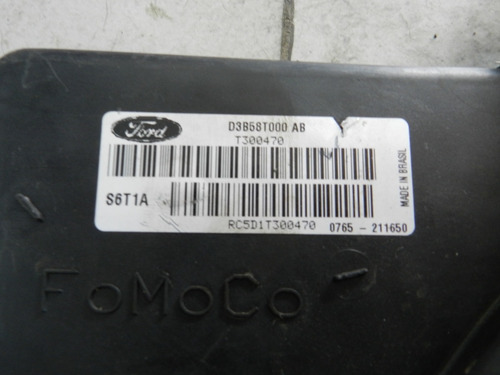 Ford
D3B58T000 AB
T300470
S6T1A
RC5D1T300470
0765 - 211650
MADE IN BRASIL
FoMoCo